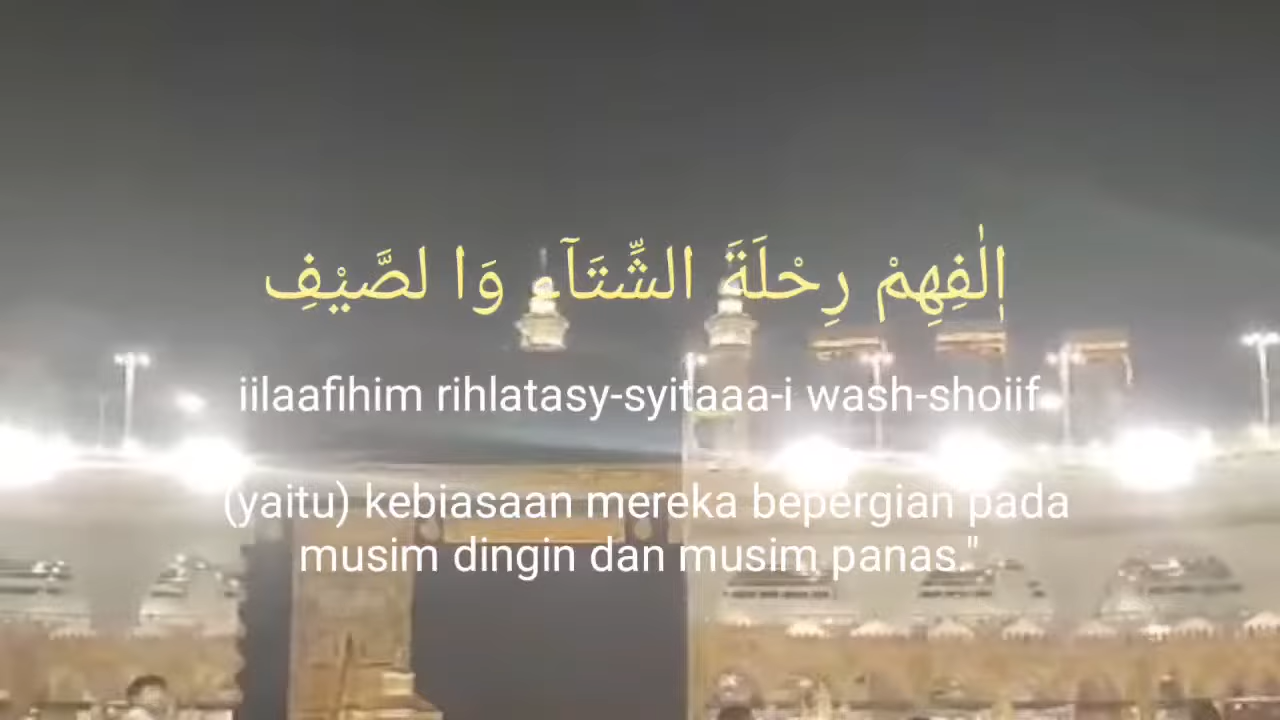 اٖلٰفِهِمْ رِحْلَةَ الشِّتَآءِ وَا لصَّيْفِ
iilaafihim rihlatasy-syitaaa-i wash-shoiif.
(yaitu) kebiasaan mereka bepergian pada
musim dingin dan musim panas."